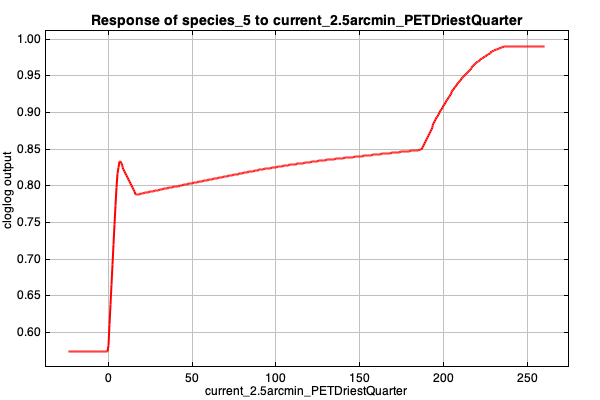 Response of species_5 to current_2.5arcmin_PETDriestQuarter
1.00
0.95
0.90
0.85
0.80
0.75
0.70
0.65
0.60
cloglog output
0 50 100 150 200 250
current_2.5arcmin_PETDriestQuarter